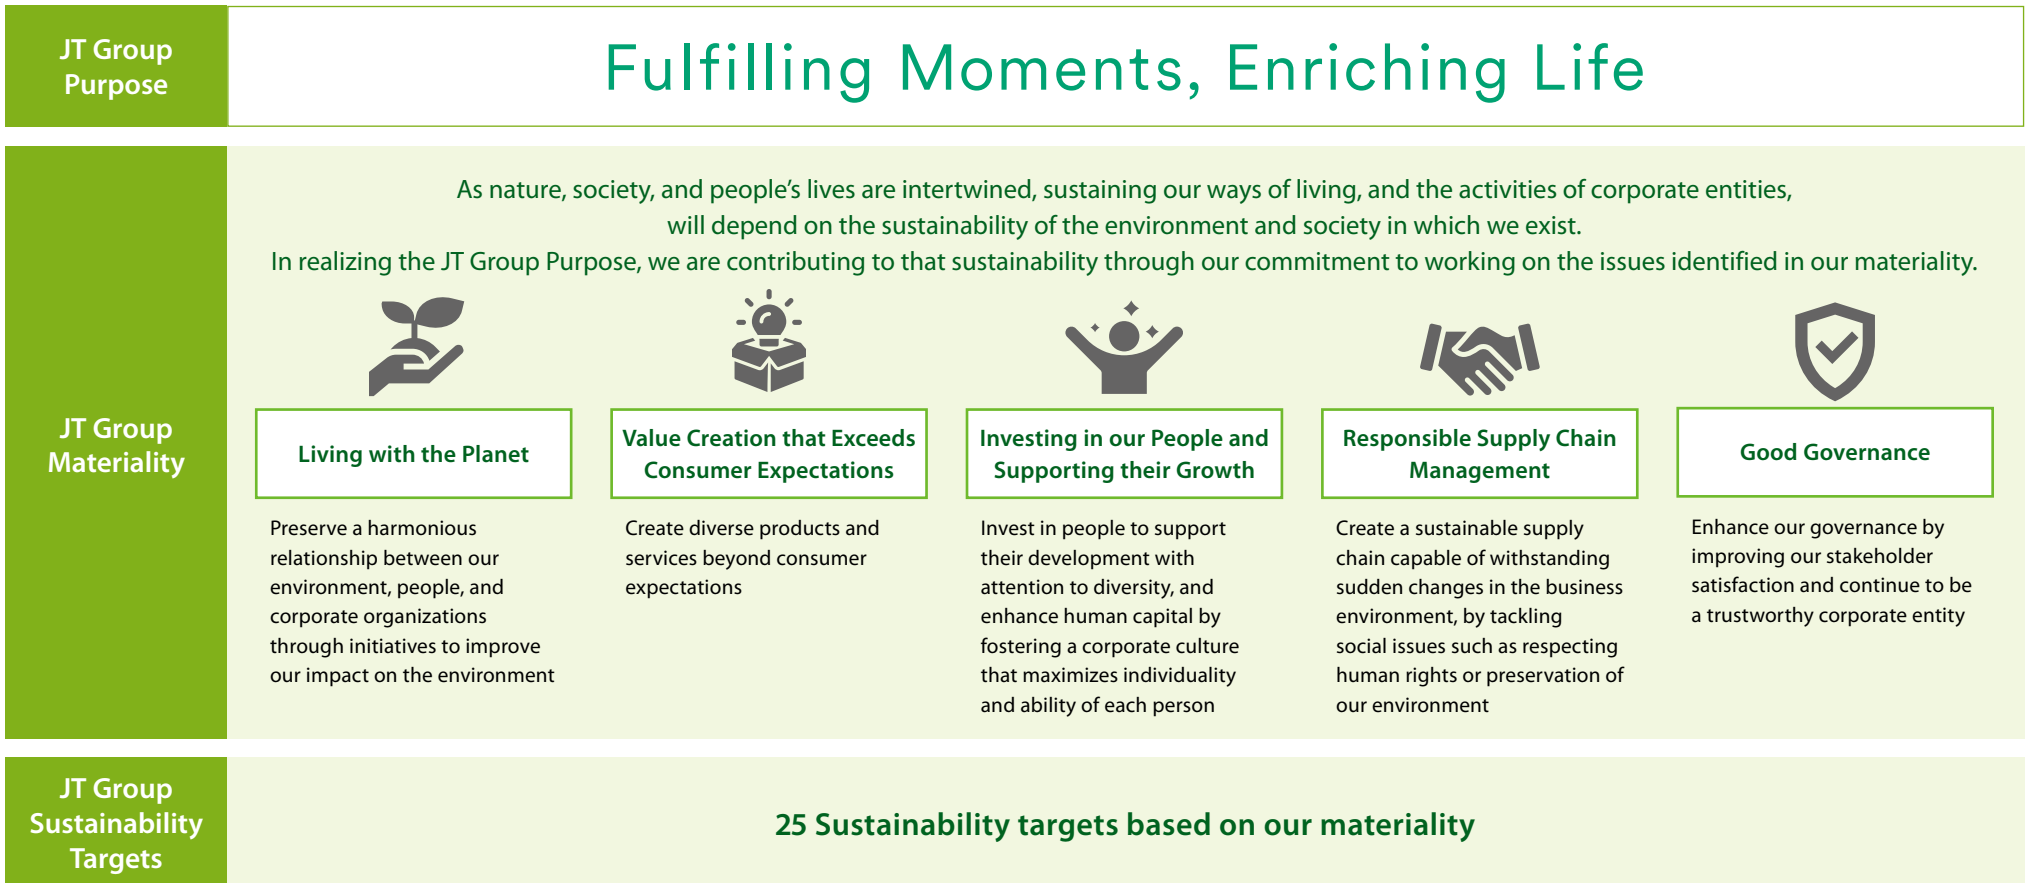 JT Group
Purpose
Fulfilling Moments, Enriching Life
JT Group
Materiality
As nature, society, and people’s lives are intertwined, sustaining our ways of living, and the activities of corporate entities,
will depend on the sustainability of the environment and society in which we exist.
In realizing the JT Group Purpose, we are contributing to that sustainability through our commitment to working on the issues identified in our materiality.
Living with the Planet
Preserve a harmonious
relationship between our
environment, people, and
corporate organizations
through initiatives to improve
our impact on the environment
Value Creation that Exceeds
Consumer Expectations
Create diverse products and
services beyond consumer
expectations
Investing in our People and
Supporting their Growth
Invest in people to support
their development with
attention to diversity, and
enhance human capital by
fostering a corporate culture
that maximizes individuality
and ability of each person
Responsible Supply Chain
Management
Create a sustainable supply
chain capable of withstanding
sudden changes in the business
environment, by tackling
social issues such as respecting
human rights or preservation of
our environment
Good Governance
Enhance our governance by
improving our stakeholder
satisfaction and continue to be
a trustworthy corporate entity
JT Group
Sustainability
Targets
25 Sustainability targets based on our materiality